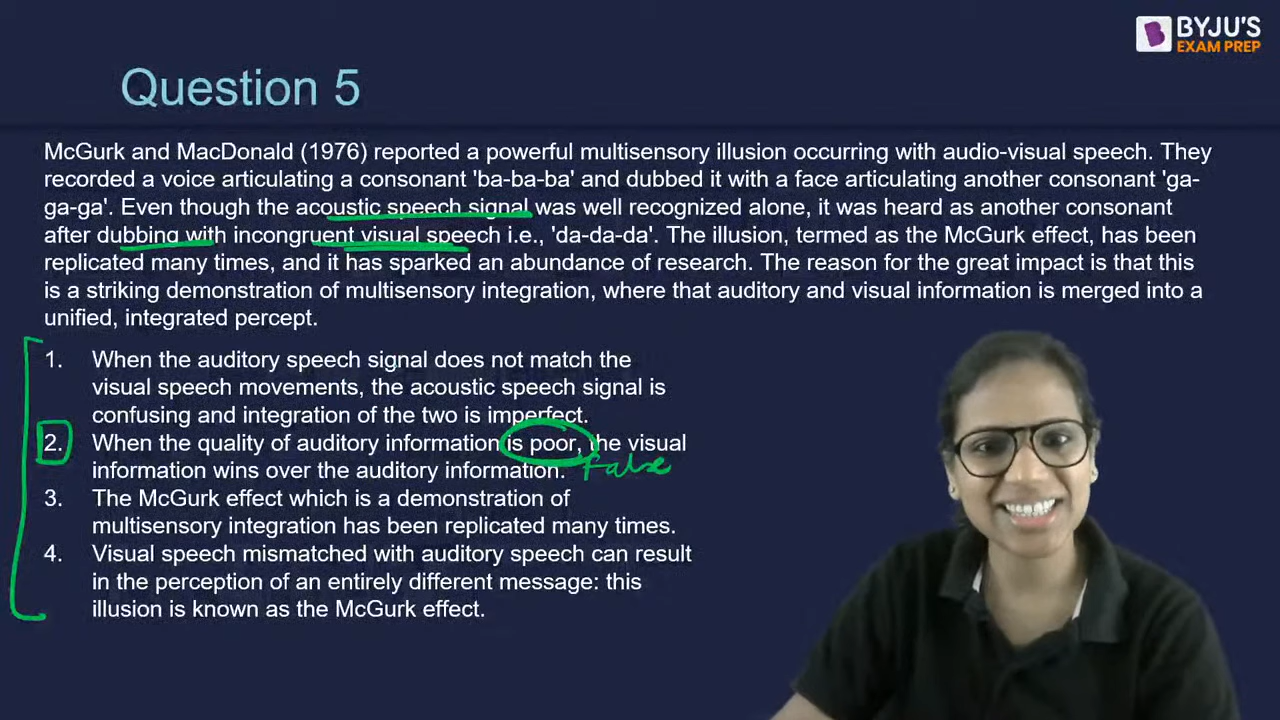 BYJU'S
EXAM PREP
Question 5
McGurk and MacDonald (1976) reported a powerful multisensory illusion occurring with audio-visual speech. They
recorded a voice articulating a consonant 'ba-ba-ba' and dubbed it with a face articulating another consonant 'ga-
ga-ga'. Even though the acoustic speech signal was well recognized alone, it was heard as another consonant
after dubbing with incongruent visual speech i.e., 'da-da-da'. The illusion, termed as the McGurk effect, has been
replicated many times, and it has sparked an abundance of research. The reason for the great impact is that this
is a striking demonstration of multisensory integration, where that auditory and visual information is merged into a
unified, integrated percept.
1. When the auditory speech signal does not match the
visual speech movements, the acoustic speech signal is
confusing and integration of the two is imperfect.
2. When the quality of auditory information is poor, the visual
information wins over the auditory information. False
3. The McGurk effect which is a demonstration of
multisensory integration has been replicated many times.
4. Visual speech mismatched with auditory speech can result
in the perception of an entirely different message: this
illusion is known as the McGurk effect.